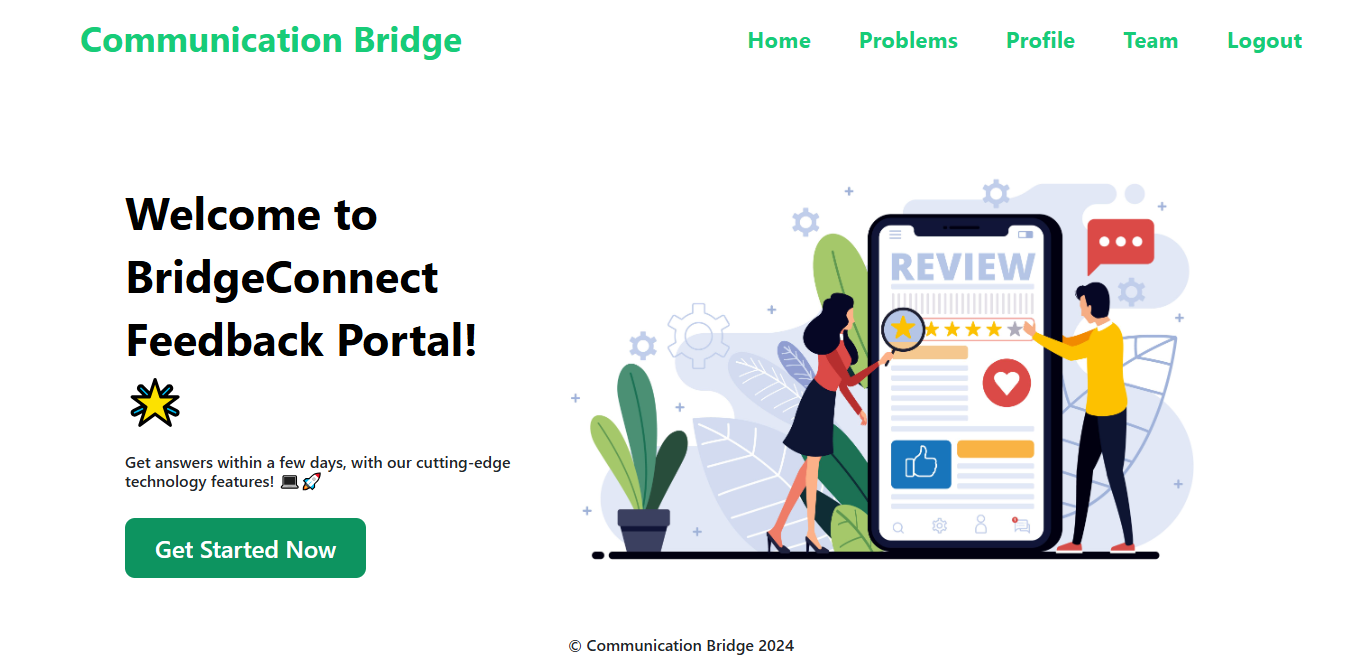 Communication Bridge
Home Problems Profile Team Logout
Welcome to
BridgeConnect
Feedback Portal!
🌟
Get answers within a few days, with our cutting-edge
technology features! 💻🚀
Get Started Now
REVIEW
© Communication Bridge 2024